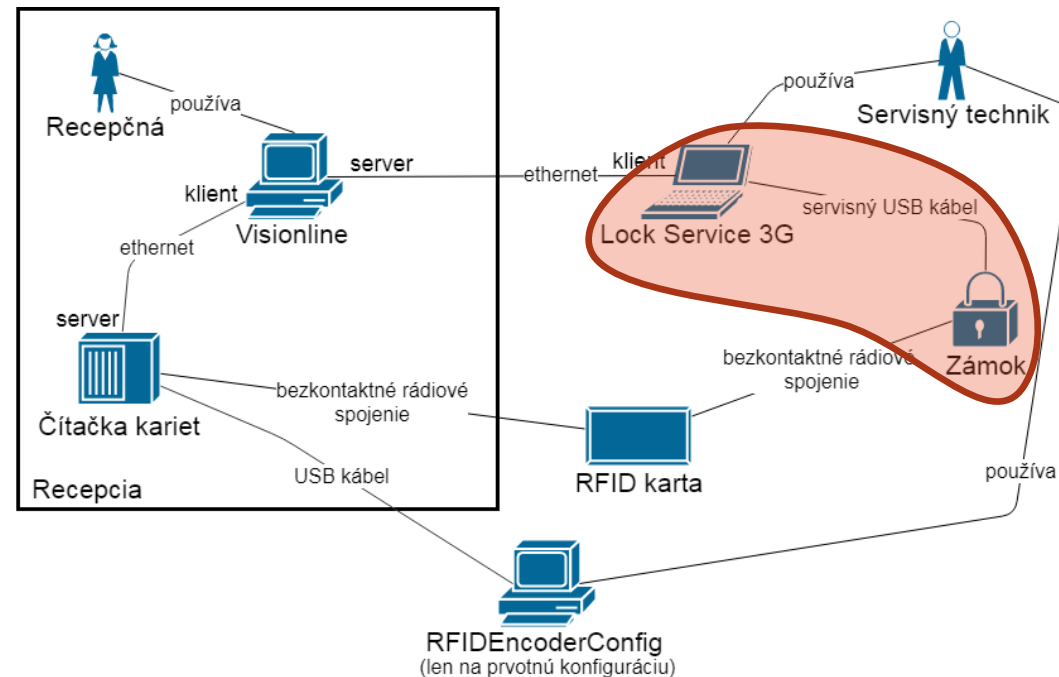 Recepčná
používa
server
klient
Visionline
ethernet
server
Čítačka kariet
Recepcia
ethernet
používa
Servisný technik
klient
servisný USB kábel
Lock Service 3G
Zámok
bezkontaktné rádiové
spojenie
bezkontaktné rádiové
spojenie
RFID karta
USB kábel
používa
RFIDEncoderConfig
(len na prvotnú konfiguráciu)